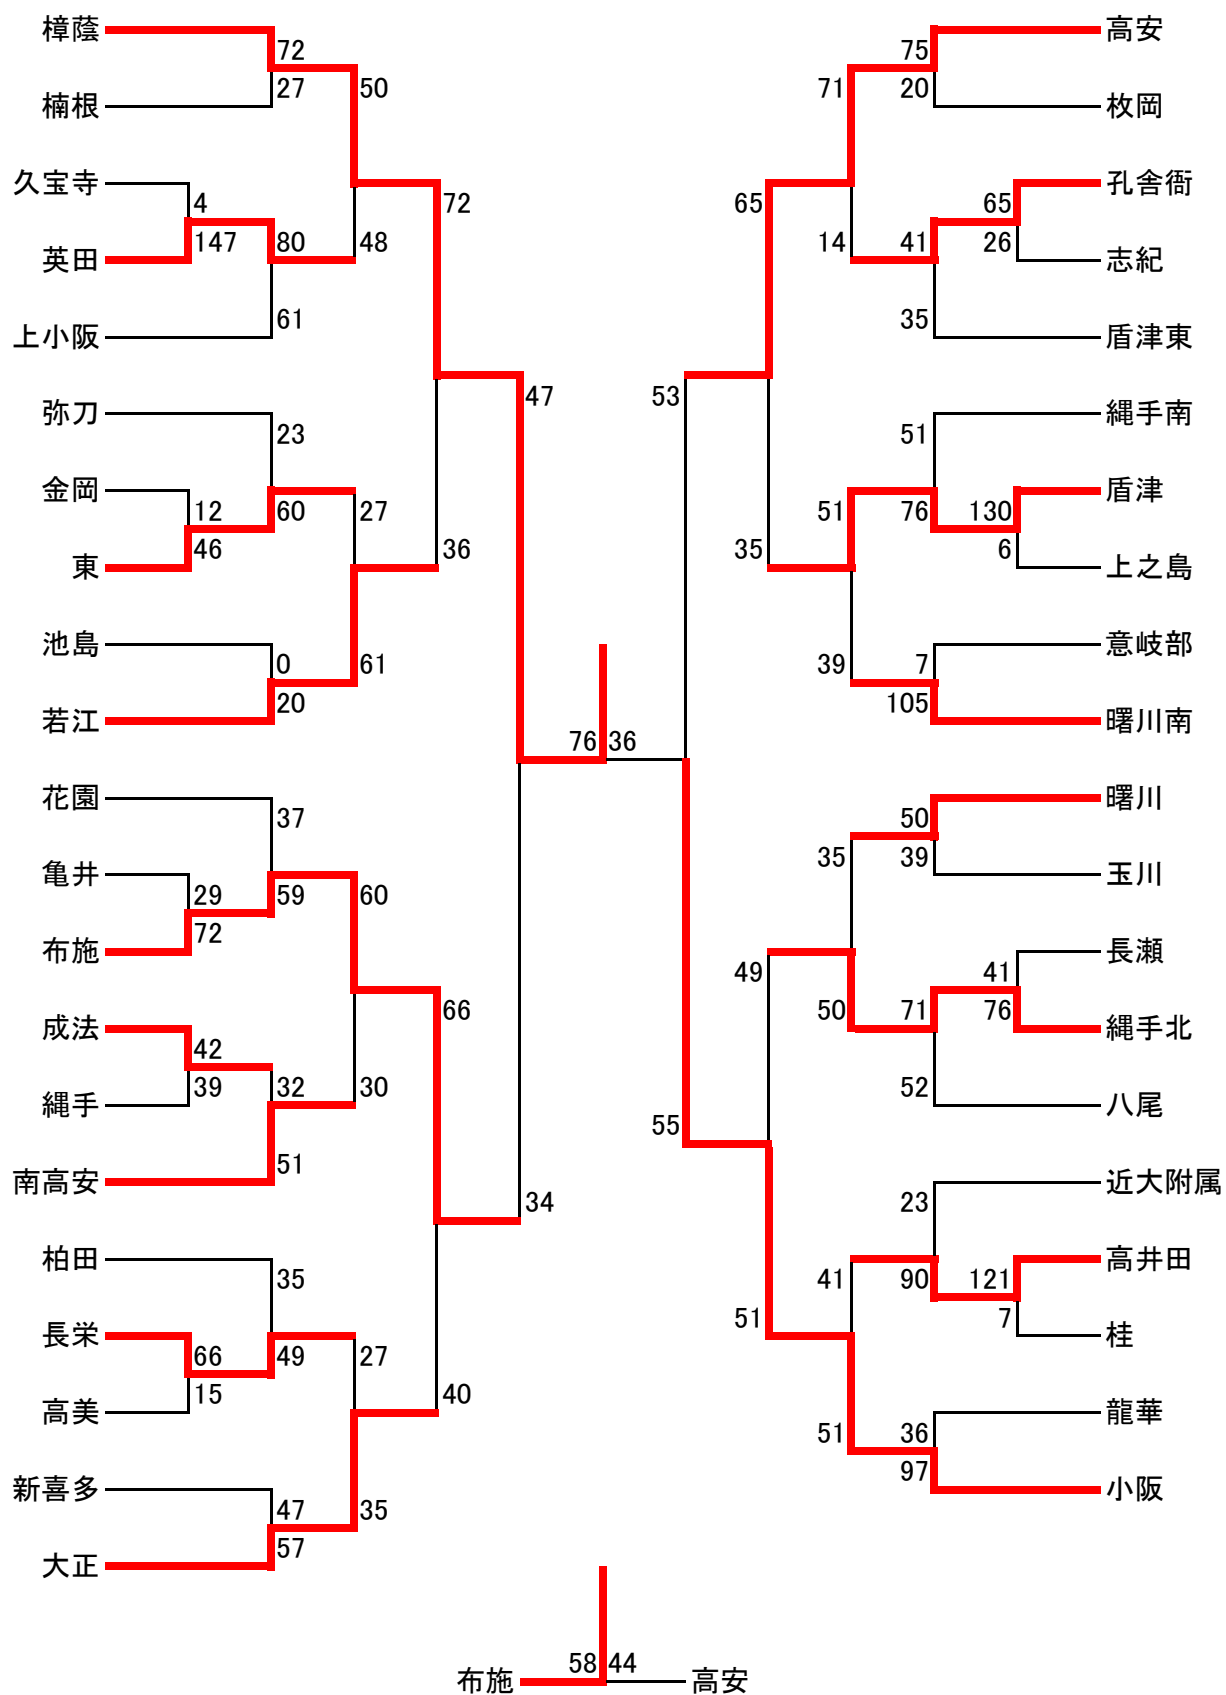 樟蔭
72
27
楠根
50
久宝寺
4
147
英田
80
61
上小阪
48
72
弥刀
23
金岡
12
46
東
60
27
池島
0
20
若江
61
36
47
花園
37
亀井
29
72
布施
59
60
成法
42
39
縄手
32
51
南高安
30
66
柏田
35
長栄
66
15
高美
49
27
新喜多
47
57
大正
35
40
34
76 36
高安
75
20
枚岡
71
孔舎衙
65
26
志紀
41
35
盾津東
14
65
縄手南
51
盾津
130
6
上之島
76
51
意岐部
7
105
曙川南
39
35
53
曙川
50
39
玉川
35
長瀬
41
76
縄手北
71
52
八尾
50
49
近大附属
23
高井田
121
7
桂
90
41
龍華
36
97
小阪
51
51
55
布施 58 44 高安